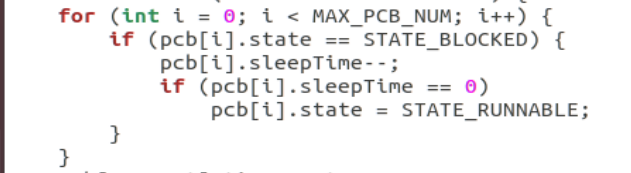 for (int i = 0; i < MAX_PCB_NUM; i++) {
if (pcb[i].state == STATE_BLOCKED) {
pcb[i].sleepTime--;
if (pcb[i].sleepTime == 0)
pcb[i].state = STATE_RUNNABLE;
}
}